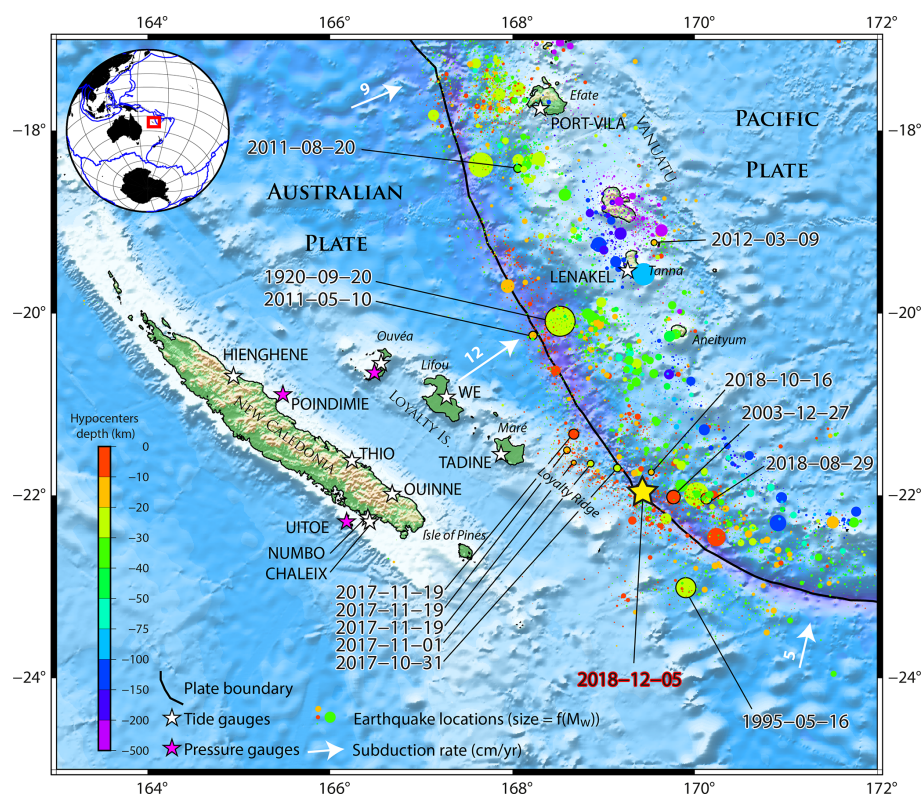 164°
166°
168°
170°
172°
−18°
−20°
−22°
−24°
164°
166°
168°
170°
172°
9
Efate
PORT-VILA
VANUATU
PACIFIC
PLATE
2011−08−20
AUSTRALIAN
PLATE
2012−03−09
LENAKEL
Tanna
1920−09−20
2011−05−10
Aneityum
Ouvéa
12
HIENGHENE
Lifou
WE
POINDIMIE
LOYALTY IS
NEW CALEDONIA
2018−10−16
2003−12−27
Maré
TADINE
THIO
2018−08−29
Loyalty Ridge
OUINNE
UITOE
Isle of Pines
NUMBO
CHALEIX
2017−11−19
2017−11−19
2017−11−19
2017−11−01
2017−10−31
2018−12−05
5
1995−05−16
Hypocenters
depth (km)
0
−10
−20
−30
−40
−50
−75
−100
−150
−200
−500
Plate boundary
Tide gauges
Pressure gauges
Earthquake locations (size = f(Mw))
Subduction rate (cm/yr)